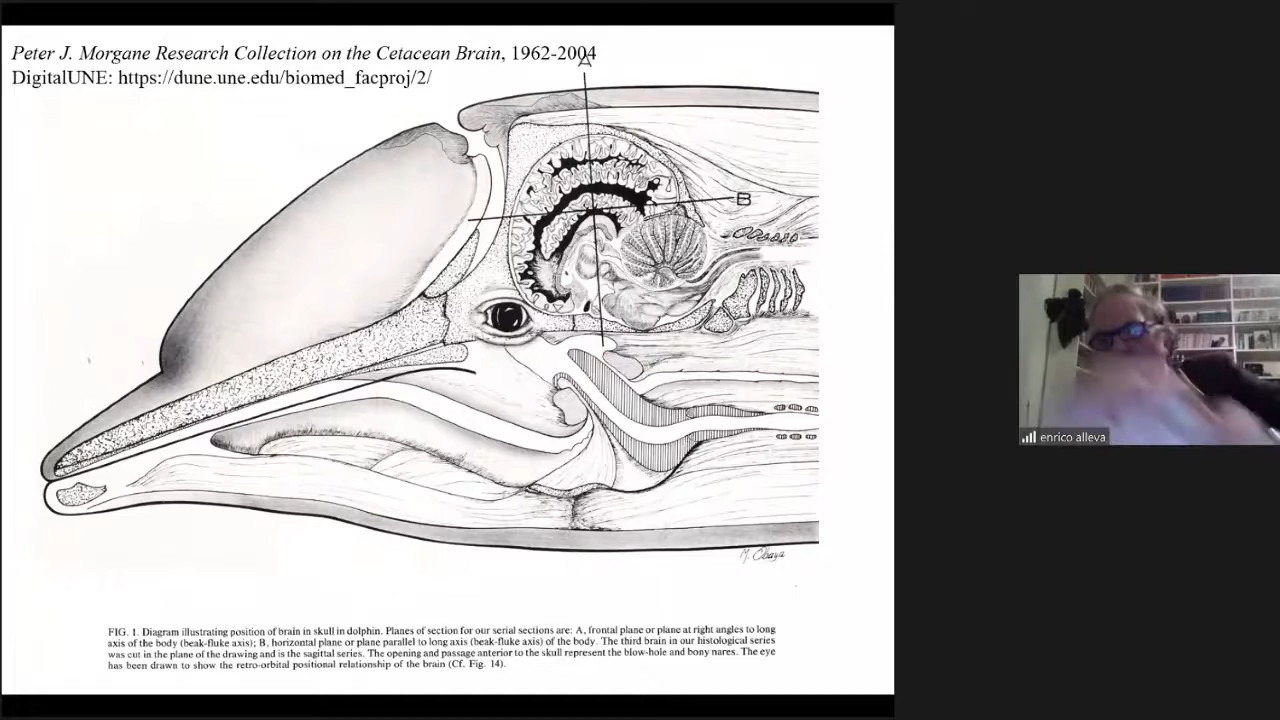 Peter J. Morgane Research Collection on the Cetacean Brain, 1962-2004
DigitalUNE: https://dune.une.edu/biomed_facproj/2/
A
B
M. Obaya
FIG. 1. Diagram illustrating position of brain in skull in dolphin. Planes of section for our serial sections are: A, frontal plane or plane at right angles to long
axis of the body (beak-fluke axis); B, horizontal plane or plane parallel to long axis (beak-fluke axis) of the body. The third brain in our histological series
was cut in the plane of the drawing and is the sagittal series. The opening and passage anterior to the skull represent the blow-hole and bony nares. The eye
has been drawn to show the retro-orbital positional relationship of the brain (Cf. Fig. 14).
enrico alleva